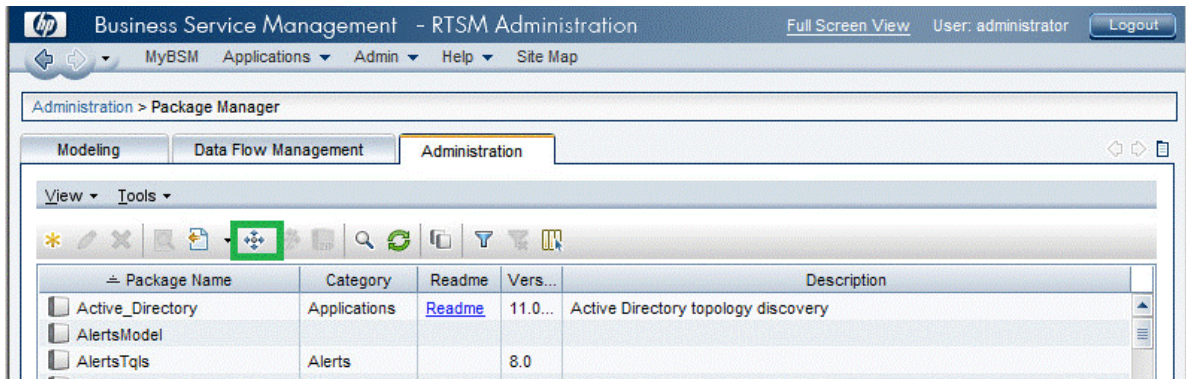 hp Business Service Management - RTSM Administration Full Screen View User: administrator Logout
MyBSM Applications Admin Help Site Map
Administration > Package Manager
Modeling Data Flow Management Administration
View Tools
Package Name Category Readme Vers... Description
Active_Directory Applications Readme 11.0... Active Directory topology discovery
AlertsModel
AlertsTqls Alerts 8.0